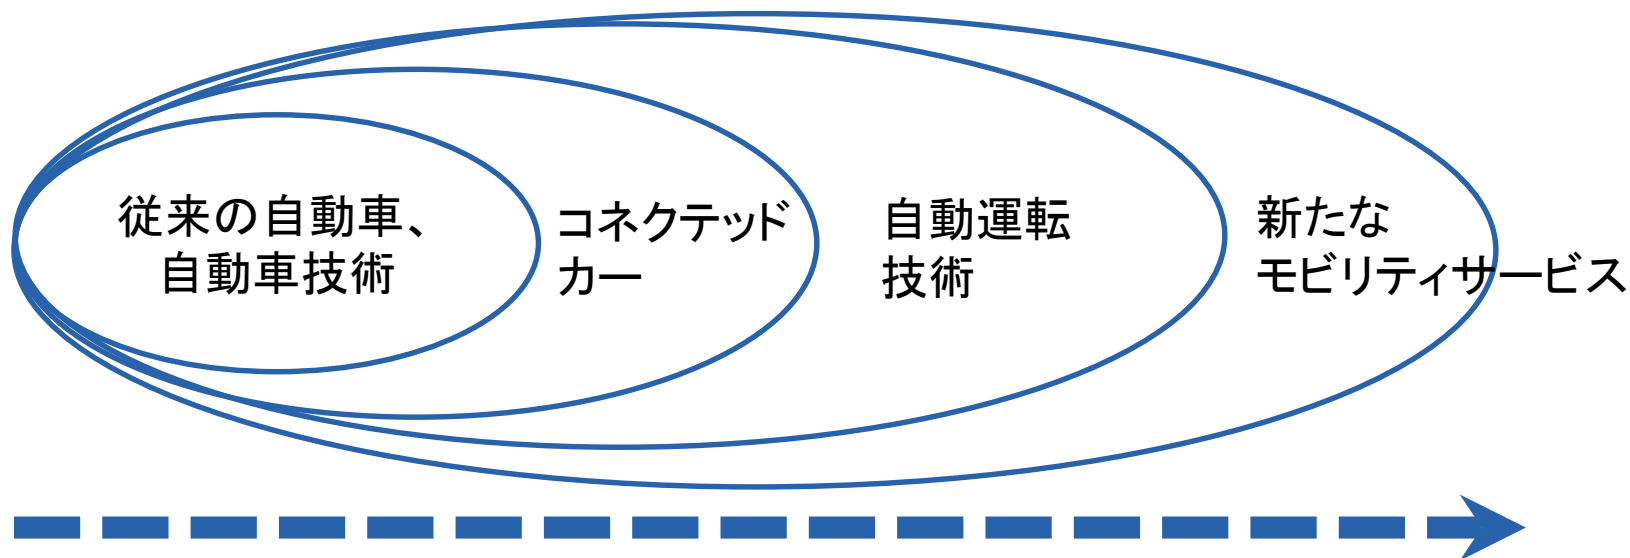 従来の自動車、
自動車技術
コネクテッド
カー
自動運転
技術
新たな
モビリティサービス